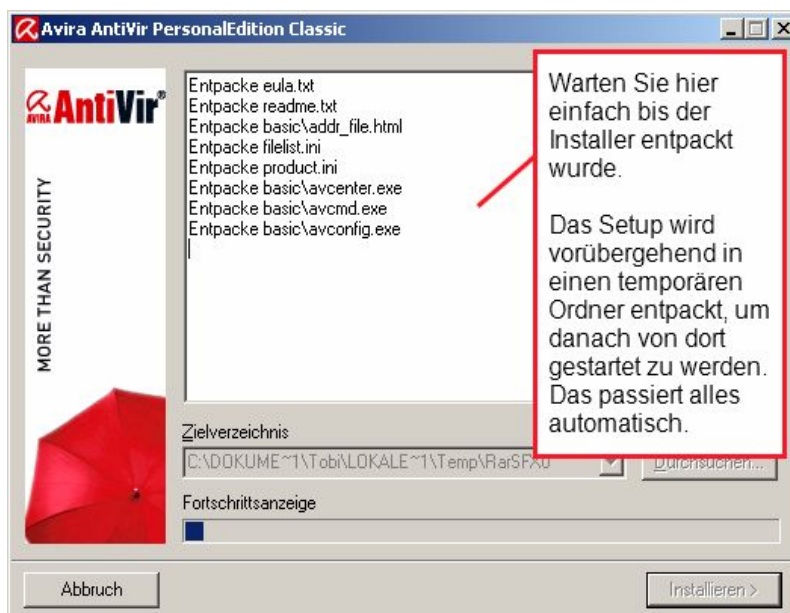 Avira AntiVir PersonalEdition Classic
AVIRA AntiVir®
MORE THAN SECURITY
Entpacke eula.txt
Entpacke readme.txt
Entpacke basic\addr_file.html
Entpacke filelist.ini
Entpacke product.ini
Entpacke basic\avcenter.exe
Entpacke basic\avcmd.exe
Entpacke basic\avconfig.exe
Warten Sie hier
einfach bis der
Installer entpackt
wurde.
Das Setup wird
vorübergehend in
einen temporären
Ordner entpackt, um
danach von dort
gestartet zu werden.
Das passiert alles
automatisch.
Zielverzeichnis
C:\DOKUME~1\Tobi\LOKALE~1\Temp\RarSFX0
Durchsuchen...
Fortschrittsanzeige
Abbruch
Installieren >